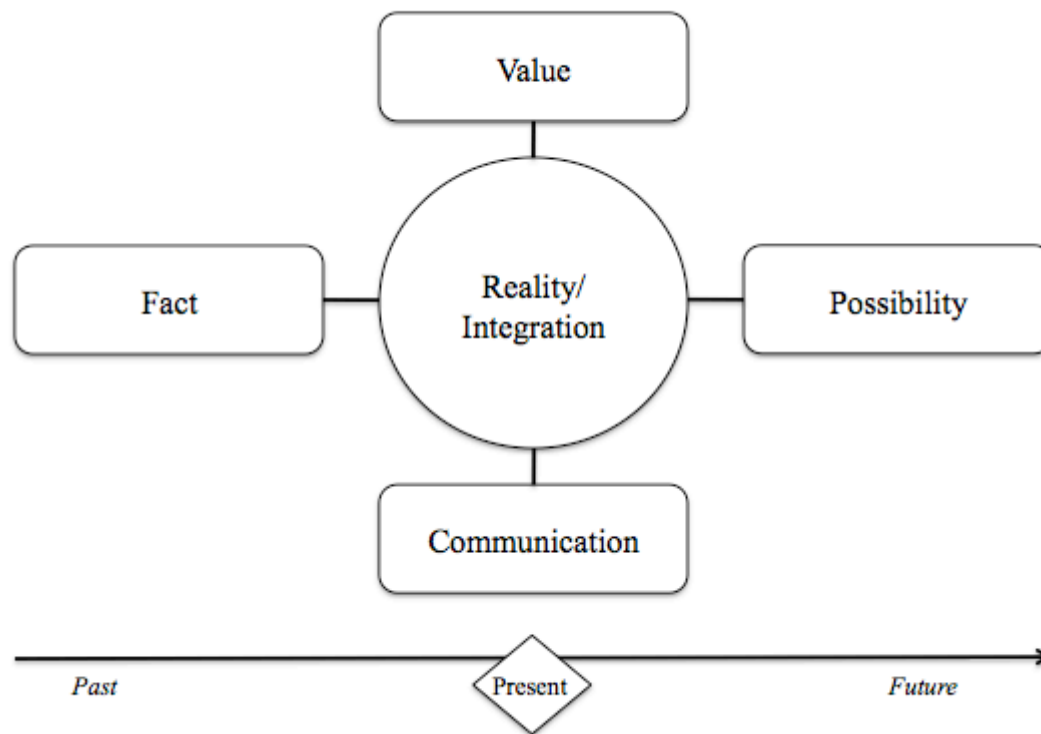 Value
Fact
Reality/
Integration
Possibility
Communication
Past
Present
Future